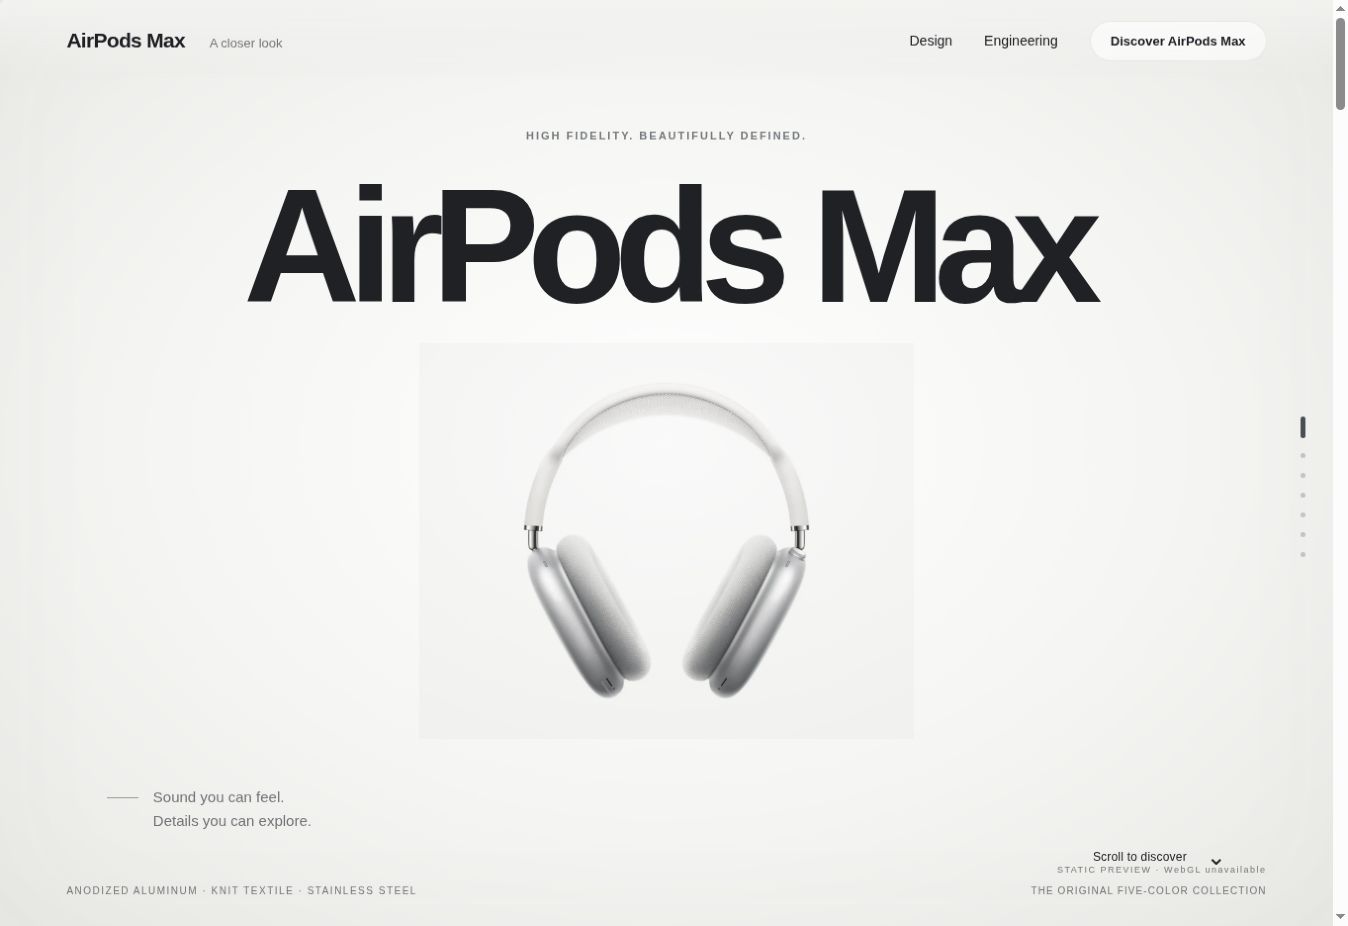 AirPods Max
A closer look
Design
Engineering
Discover AirPods Max
HIGH FIDELITY. BEAUTIFULLY DEFINED.
AirPods Max
Sound you can feel.
Details you can explore.
Scroll to discover
STATIC PREVIEW · WebGL unavailable
ANODIZED ALUMINUM · KNIT TEXTILE · STAINLESS STEEL
THE ORIGINAL FIVE-COLOR COLLECTION